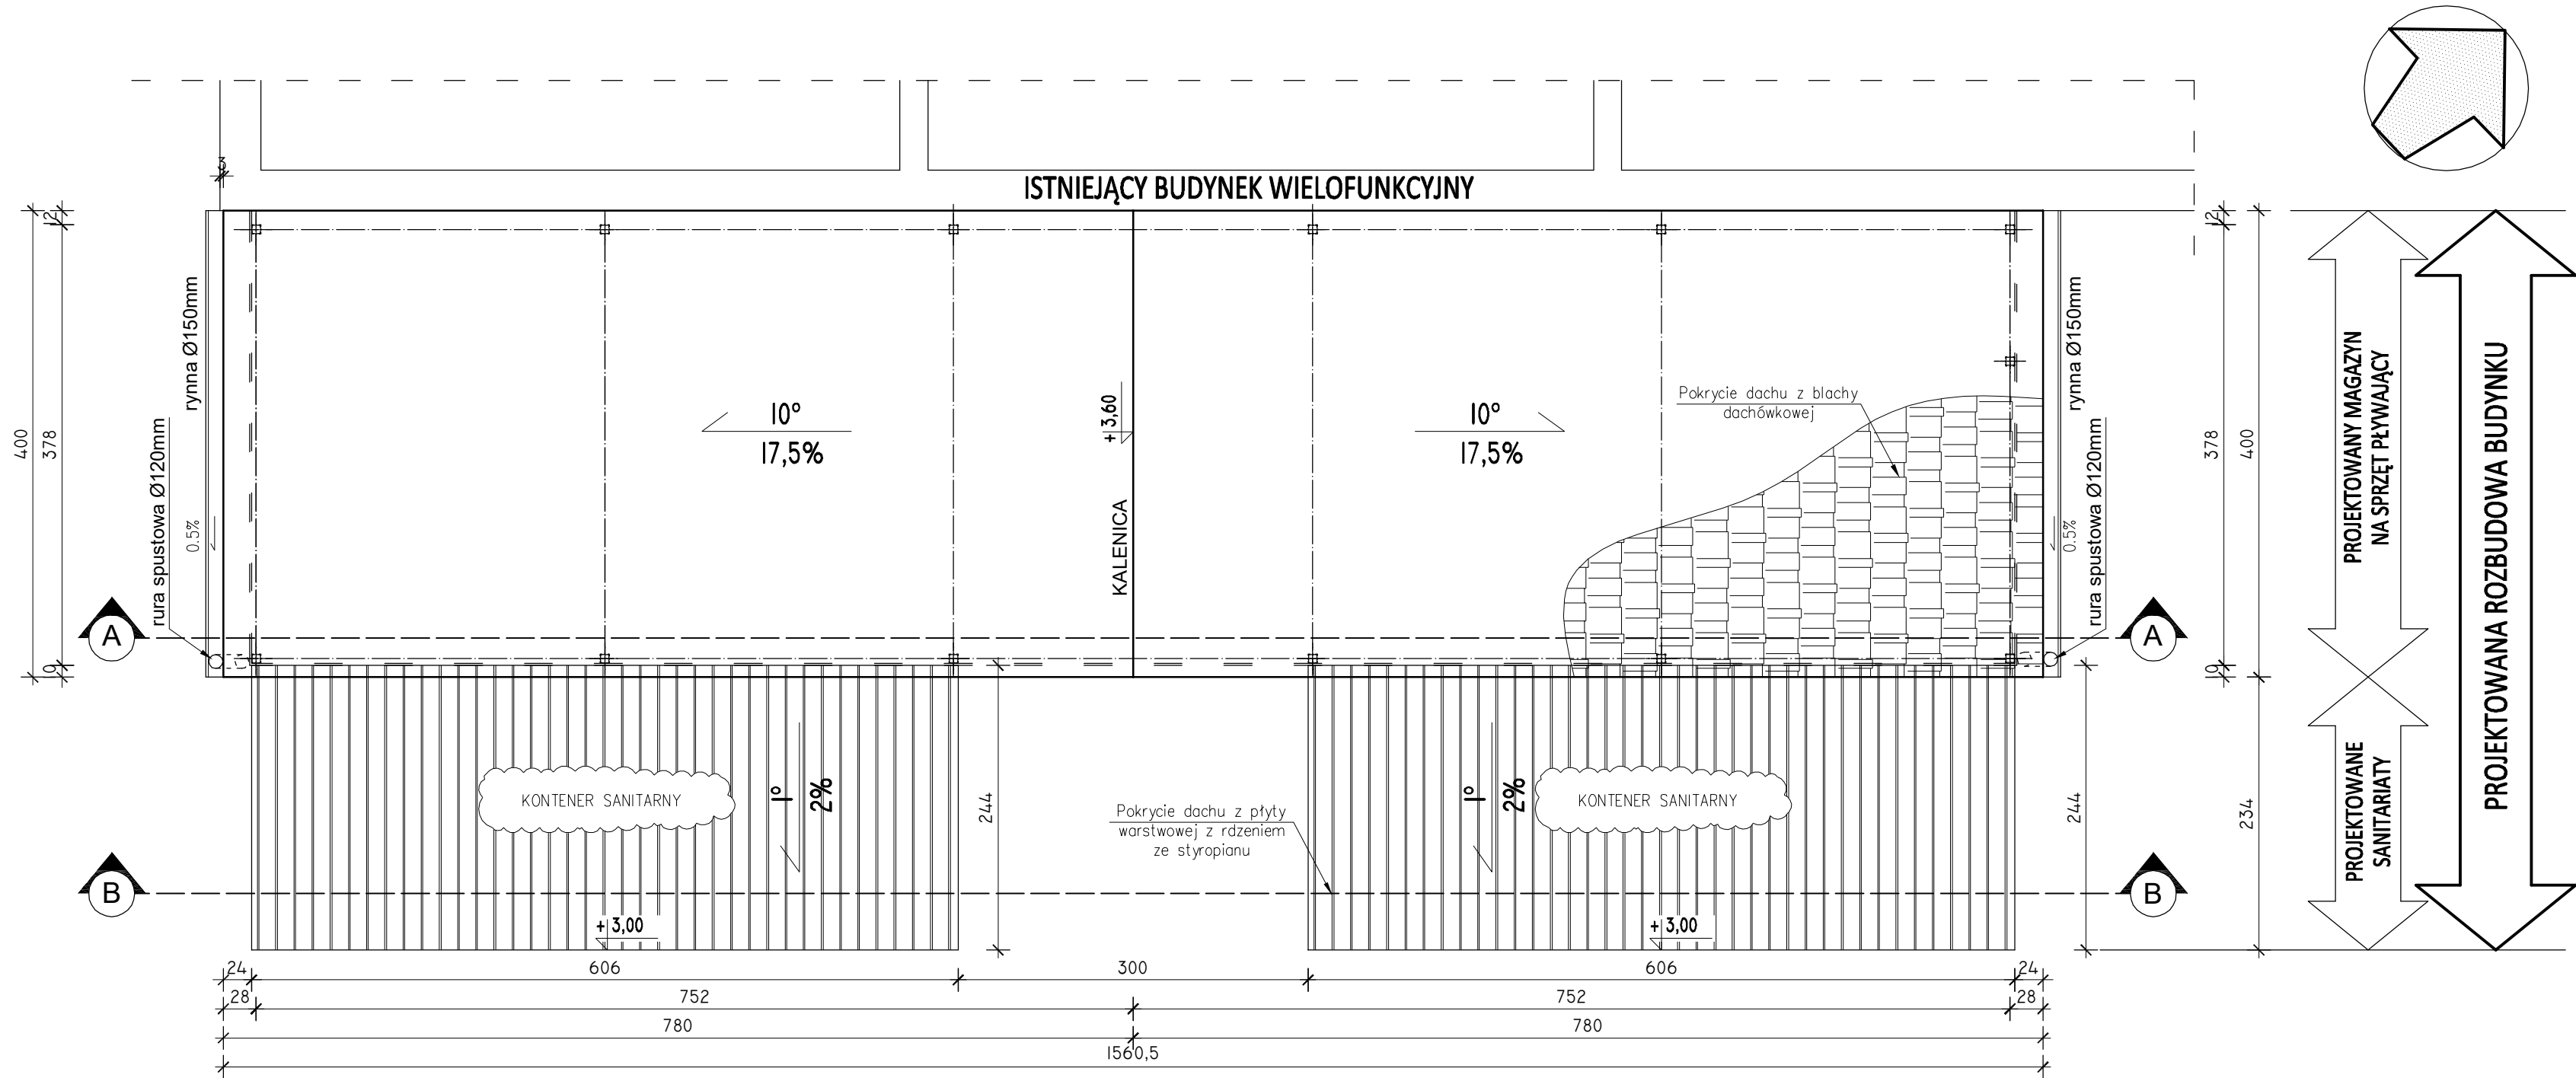 3
ISTNIEJĄCY BUDYNEK WIELOFUNKCYJNY
12
378
400
10
rynna Ø150mm
rura spustowa Ø120mm
0.5%
10°
17,5%
+ 3,60
KALENICA
10°
17,5%
Pokrycie dachu z blachy
dachówkowej
rynna Ø150mm
rura spustowa Ø120mm
0.5%
12
378
400
10
PROJEKTOWANY MAGAZYN
NA SPRZĘT PŁYWAJĄCY
PROJEKTOWANA ROZBUDOWA BUDYNKU
A
A
KONTENER SANITARNY
1°
2%
244
Pokrycie dachu z płyty
warstwowej z rdzeniem
ze styropianu
1°
2%
KONTENER SANITARNY
244
234
PROJEKTOWANE
SANITARIATY
B
B
+ 3,00
+ 3,00
24
606
300
606
24
28
752
752
28
780
780
1560,5